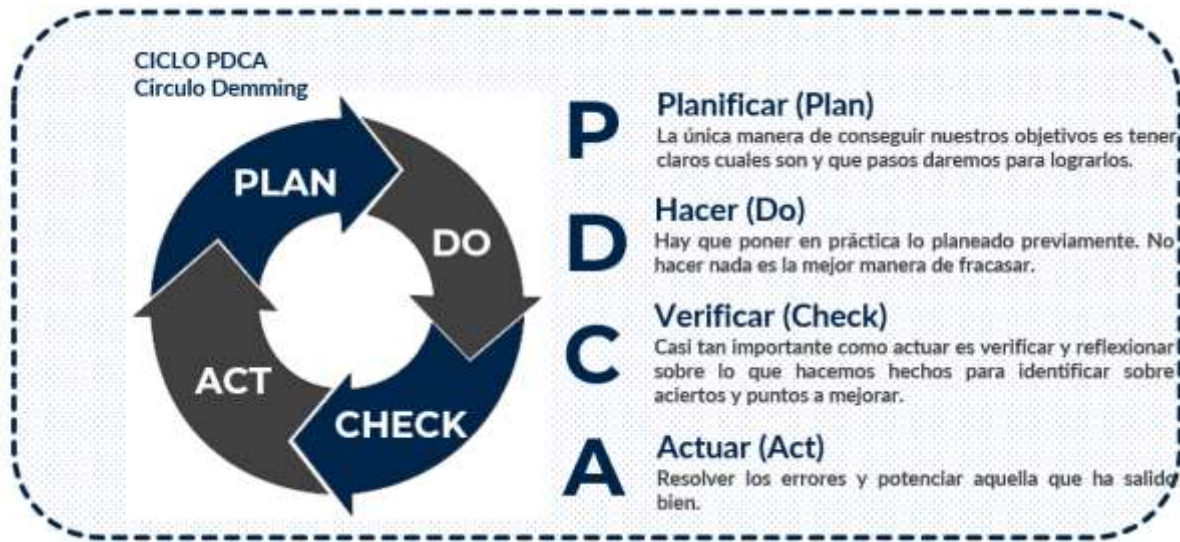 CICLO PDCA
Circulo Demming
PLAN
DO
CHECK
ACT
P
Planificar (Plan)
La única manera de conseguir nuestros objetivos es tener
claros cuales son y que pasos daremos para lograrlos.
D
Hacer (Do)
Hay que poner en práctica lo planeado previamente. No
hacer nada es la mejor manera de fracasar.
C
Verificar (Check)
Casi tan importante como actuar es verificar y reflexionar
sobre lo que hacemos hechos para identificar sobre
aciertos y puntos a mejorar.
A
Actuar (Act)
Resolver los errores y potenciar aquella que ha salido
bien.